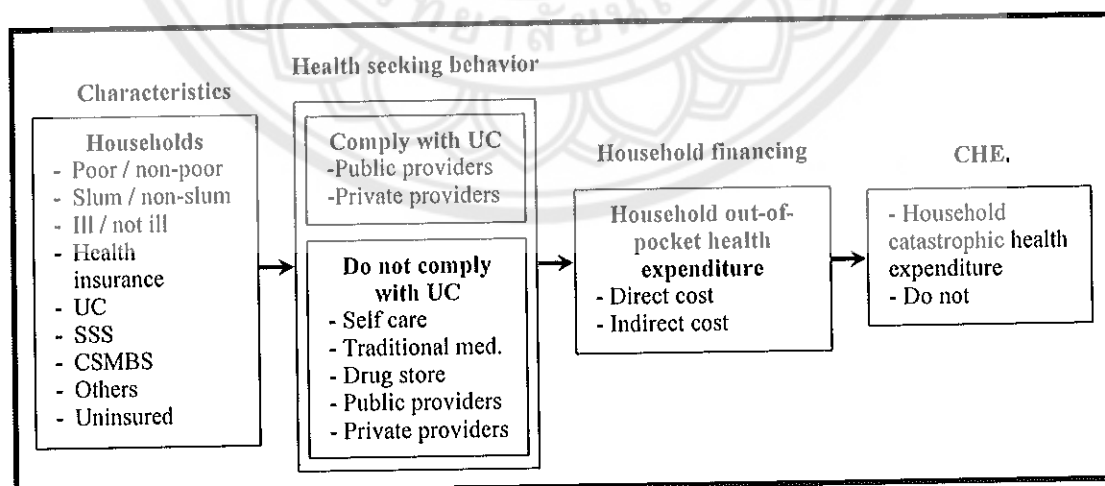 Health seeking behavior
Characteristics
Households
- Poor / non-poor
- Slum / non-slum
- Ill / not ill
- Health
insurance
- UC
- SSS
- CSMBS
- Others
- Uninsured
Comply with UC
-Public providers
-Private providers
Do not comply
with UC
- Self care
- Traditional med.
- Drug store
- Public providers
- Private providers
Household financing
Household out-of-
pocket health
expenditure
- Direct cost
- Indirect cost
CHE.
- Household
catastrophic health
expenditure
- Do not